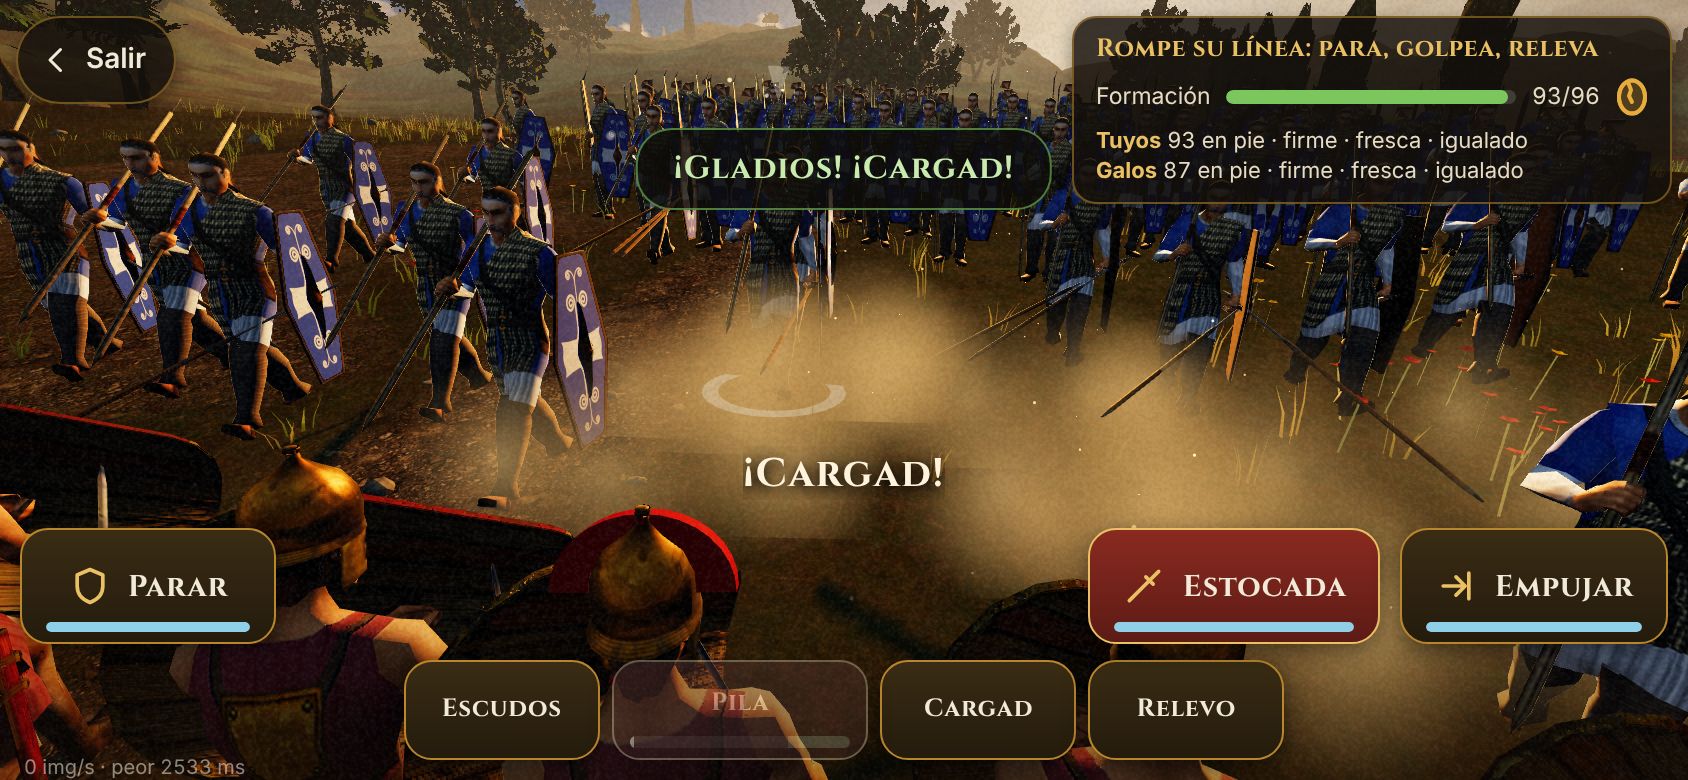 Salir
ROMPE SU LÍNEA: PARA, GOLPEA, RELEVA
Formación 93/96
Tuyos 93 en pie · firme · fresca · igualado
Galos 87 en pie · firme · fresca · igualado
¡GLADIOS! ¡CARGAD!
¡CARGAD!
PARAR
ESTOCADA
EMPUJAR
ESCUDOS
PILA
CARGAD
RELEVO
0 img/s · peor 2533 ms